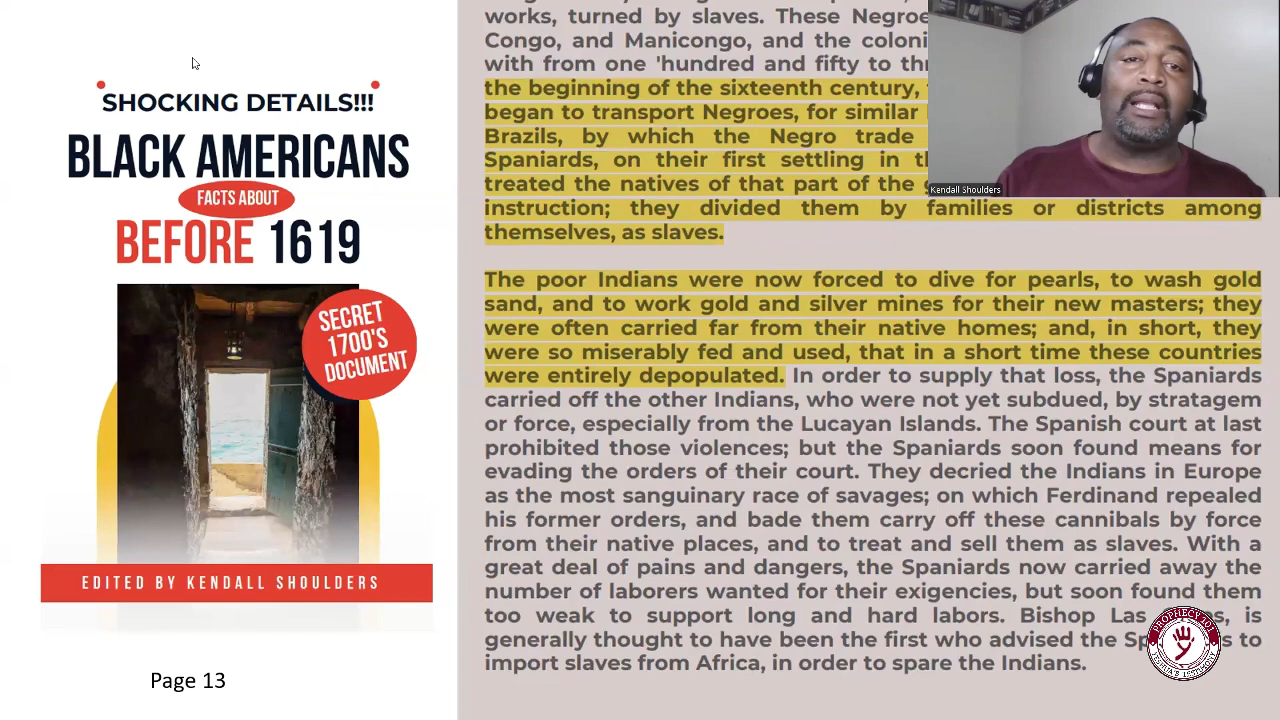 SHOCKING DETAILS!!!
BLACK AMERICANS
FACTS ABOUT
BEFORE 1619
SECRET
1700'S
DOCUMENT
EDITED BY KENDALL SHOULDERS
Page 13
works, turned by slaves. These
Congo, and Manicongo, and the
with from one 'hundred and fifty to
the beginning of the sixteenth century,
began to transport Negroes, for similar
Brazils, by which the Negro trade
Spaniards, on their first settling in
treated the natives of that part of the
instruction; they divided them by families or districts among
themselves, as slaves.
The poor Indians were now forced to dive for pearls, to wash gold
sand, and to work gold and silver mines for their new masters; they
were often carried far from their native homes; and, in short, they
were so miserably fed and used, that in a short time these countries
were entirely depopulated. In order to supply that loss, the Spaniards
carried off the other Indians, who were not yet subdued, by stratagem
or force, especially from the Lucayan Islands. The Spanish court at last
prohibited those violences; but the Spaniards soon found means for
evading the orders of their court. They decried the Indians in Europe
as the most sanguinary race of savages; on which Ferdinand repealed
his former orders, and bade them carry off these cannibals by force
from their native places, and to treat and sell them as slaves. With a
great deal of pains and dangers, the Spaniards now carried away the
number of laborers wanted for their exigencies, but soon found them
too weak to support long and hard labors. Bishop Las is
generally thought to have been the first who advised the to
import slaves from Africa, in order to spare the Indians.
Kendall Shoulders
PROPHECY 101